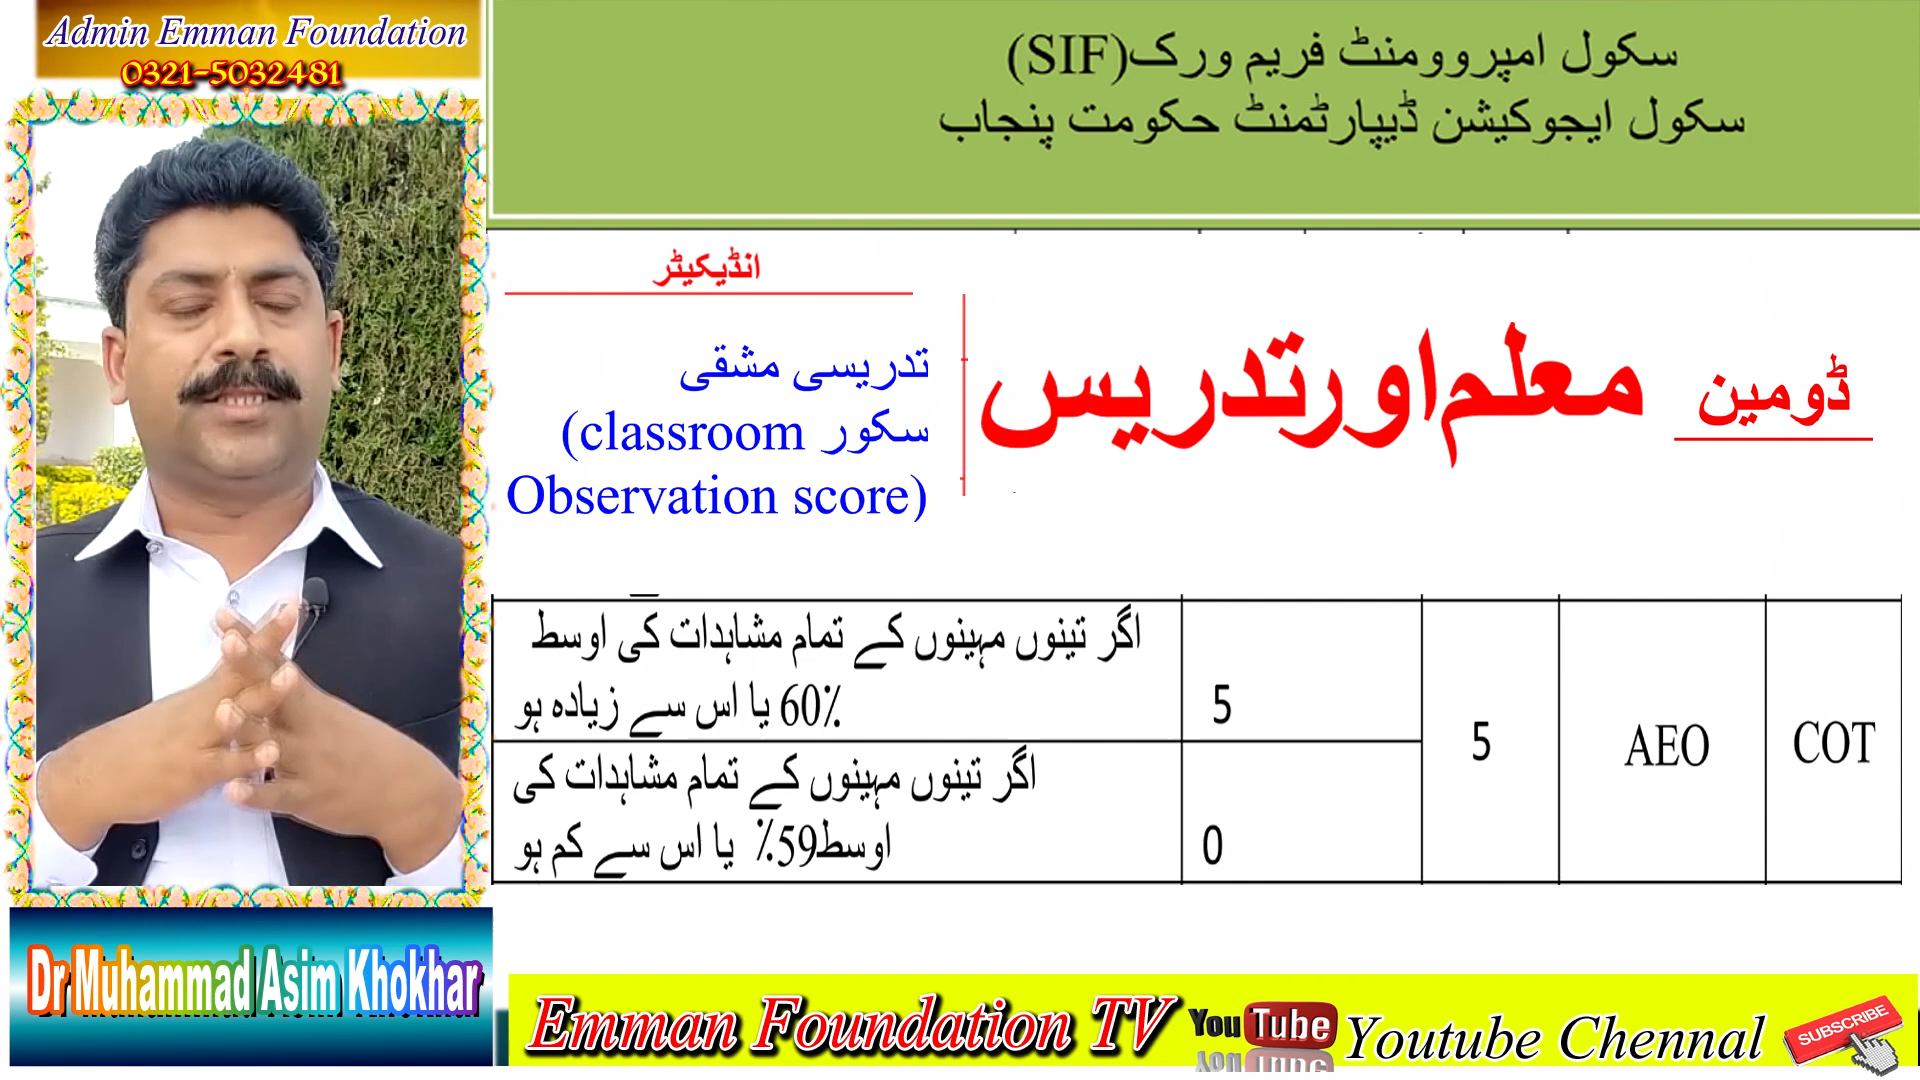 Admin Emman Foundation
0321-5032481
سکول امپروومنٹ فریم ورک(SIF)
سکول ایجوکیشن ڈیپارٹمنٹ حکومت پنجاب
ڈومین
معلم اور تدریس
انڈیکیٹر
تدریسی مشقی
سکور (classroom
Observation score)
اگر تینوں مہینوں کے تمام مشاہدات کی اوسط
60٪ یا اس سے زیادہ ہو
5
اگر تینوں مہینوں کے تمام مشاہدات کی
اوسط59٪ یا اس سے کم ہو
0
5
AEO
COT
Dr Muhammad Asim Khokhar
Emman Foundation TV
YouTube
Youtube Chennal
SUBSCRIBE